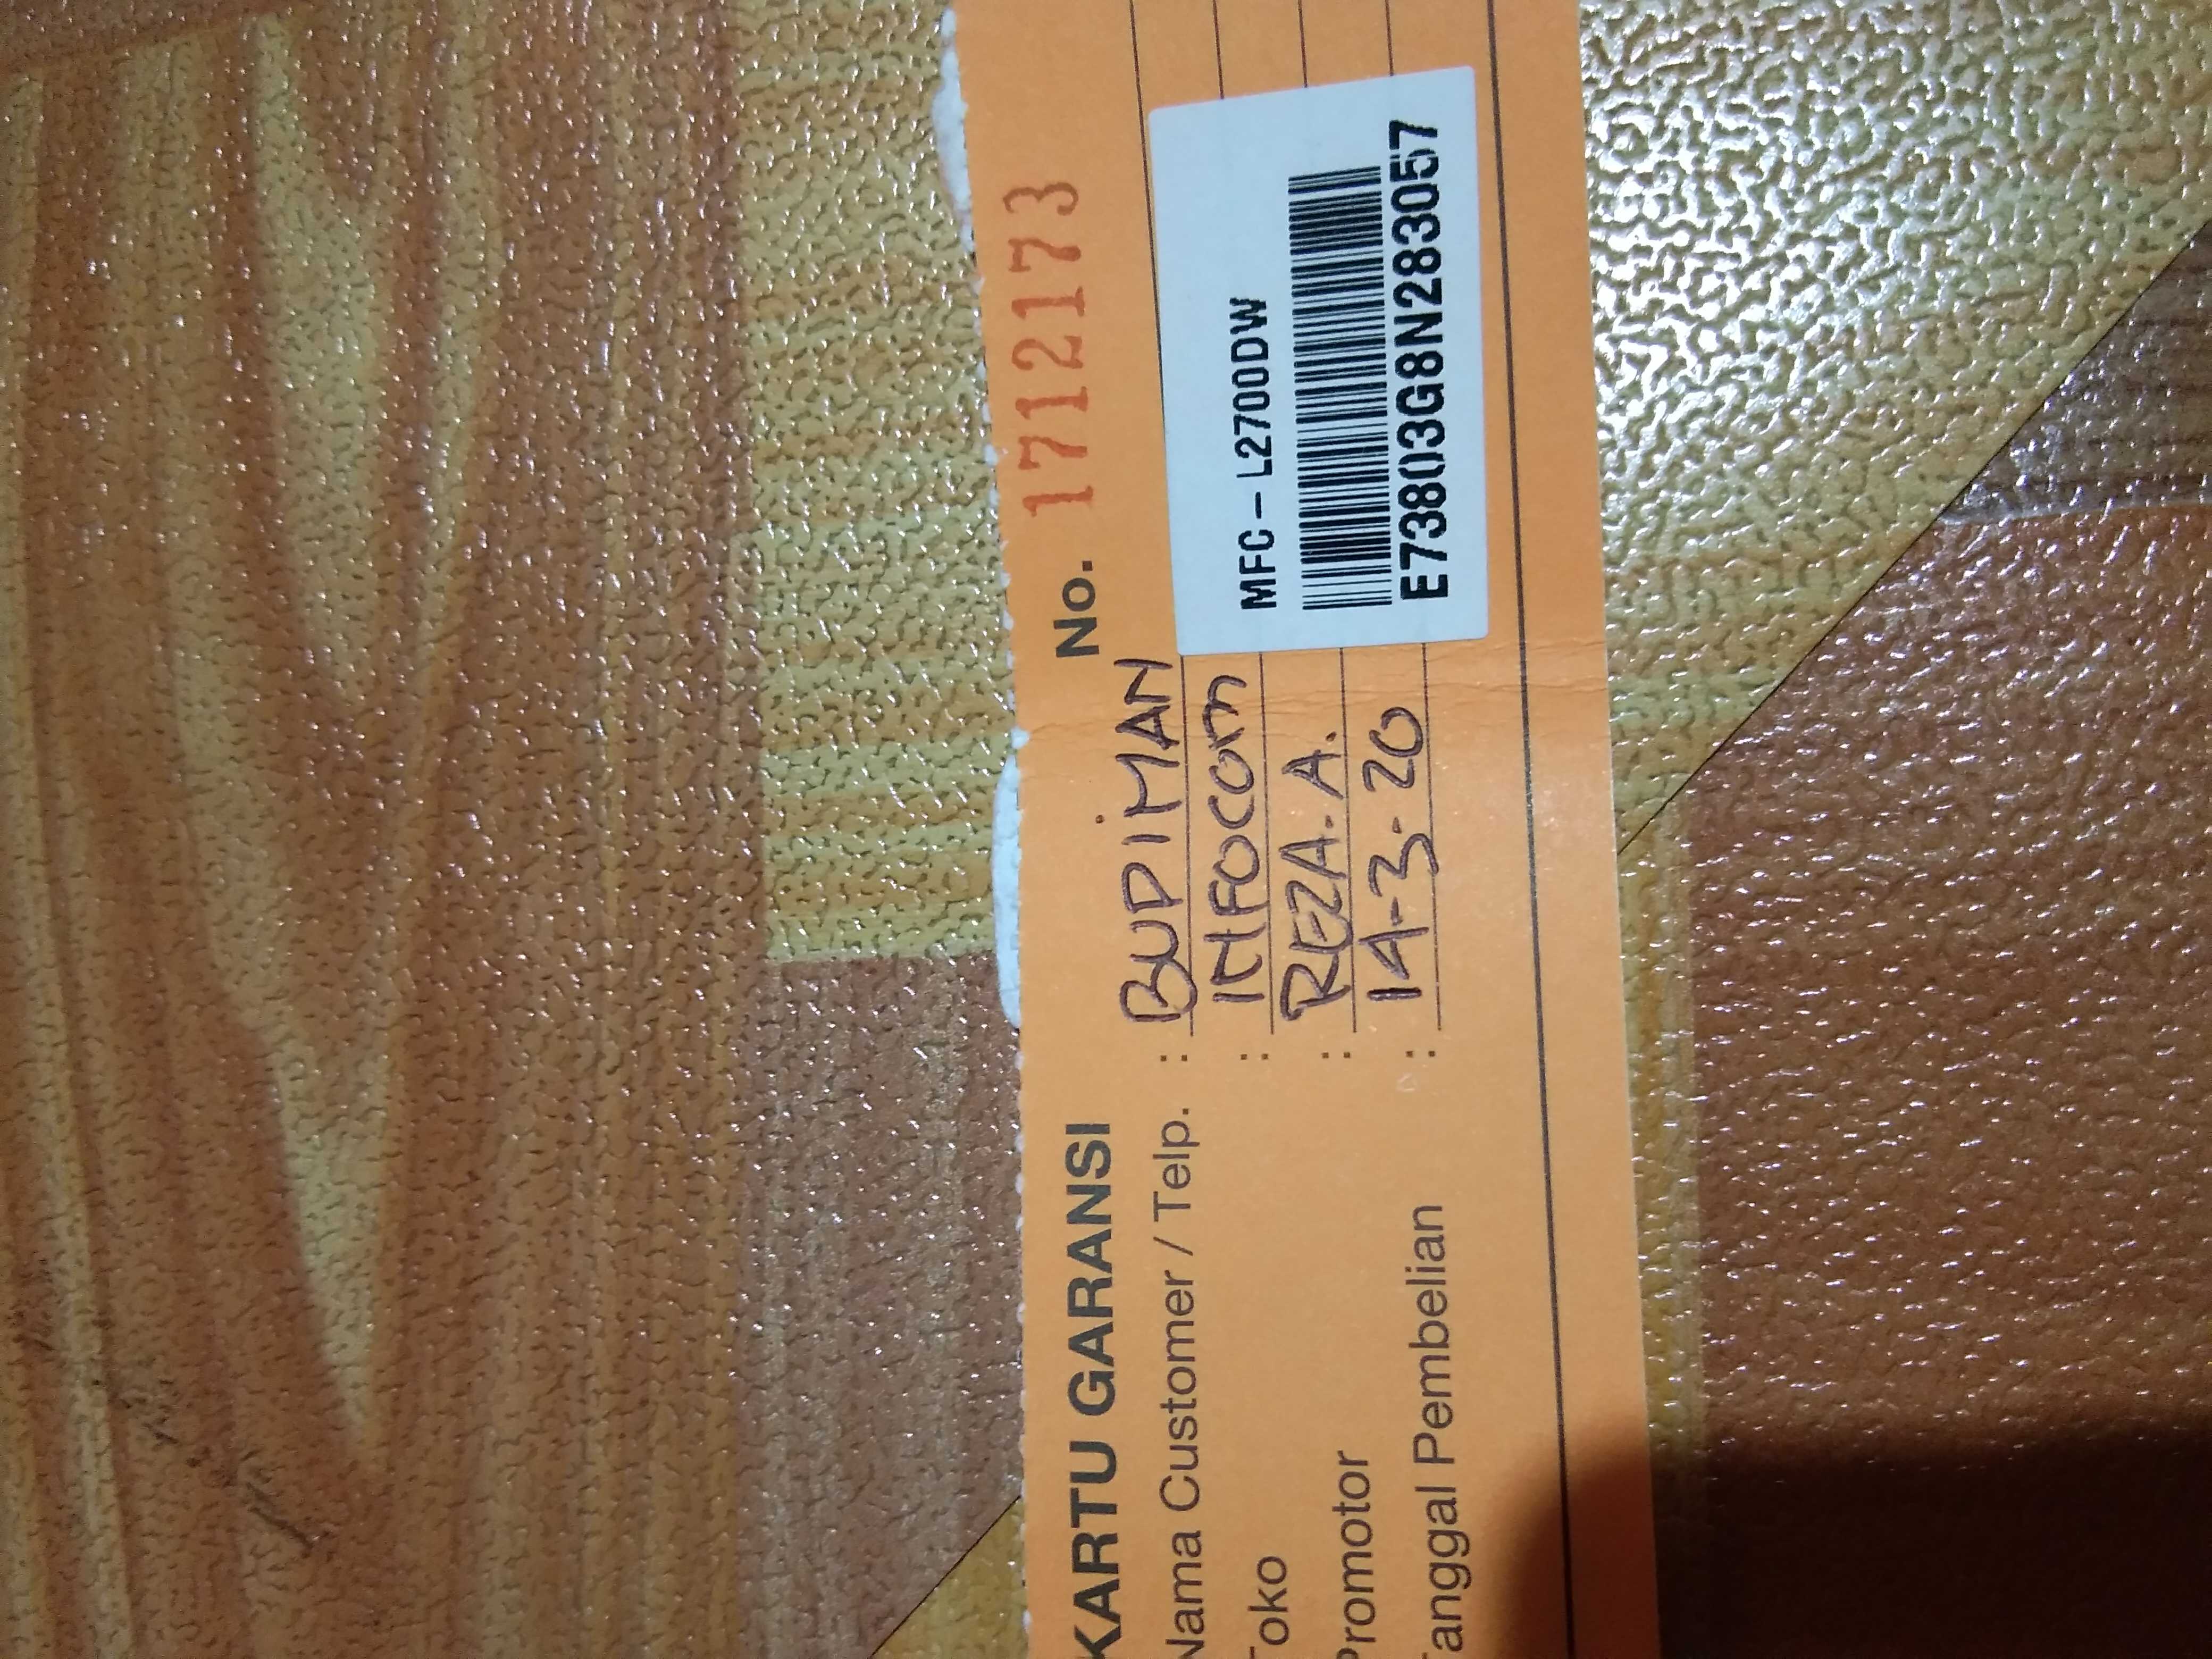 KARTU GARANSI No. 1712173
Nama Customer / Telp. : BUDIMAN
Toko : INFOCOM
Promotor : REZA. A.
Tanggal Pembelian : 14-3-20
MFC-L2700DW
E73803G8N283057